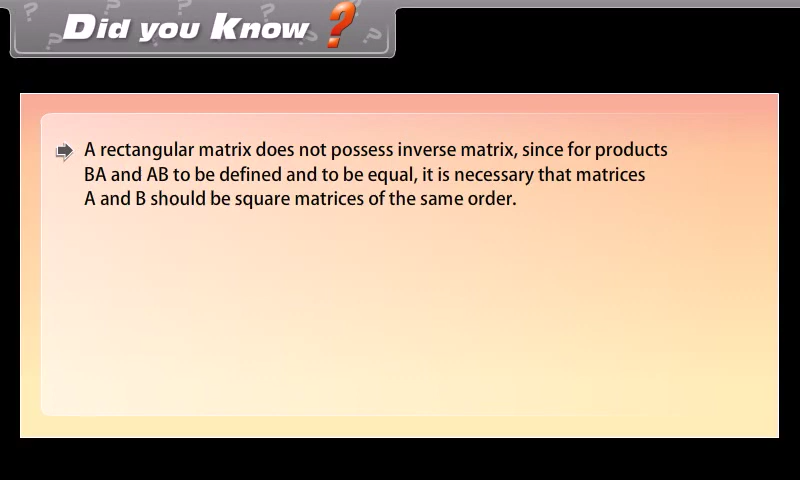 Did you Know ?
A rectangular matrix does not possess inverse matrix, since for products
BA and AB to be defined and to be equal, it is necessary that matrices
A and B should be square matrices of the same order.